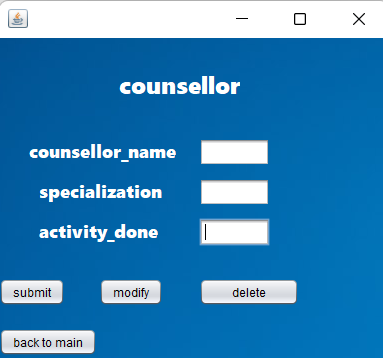 counsellor
counsellor_name
specialization
activity_done
submit modify delete
back to main